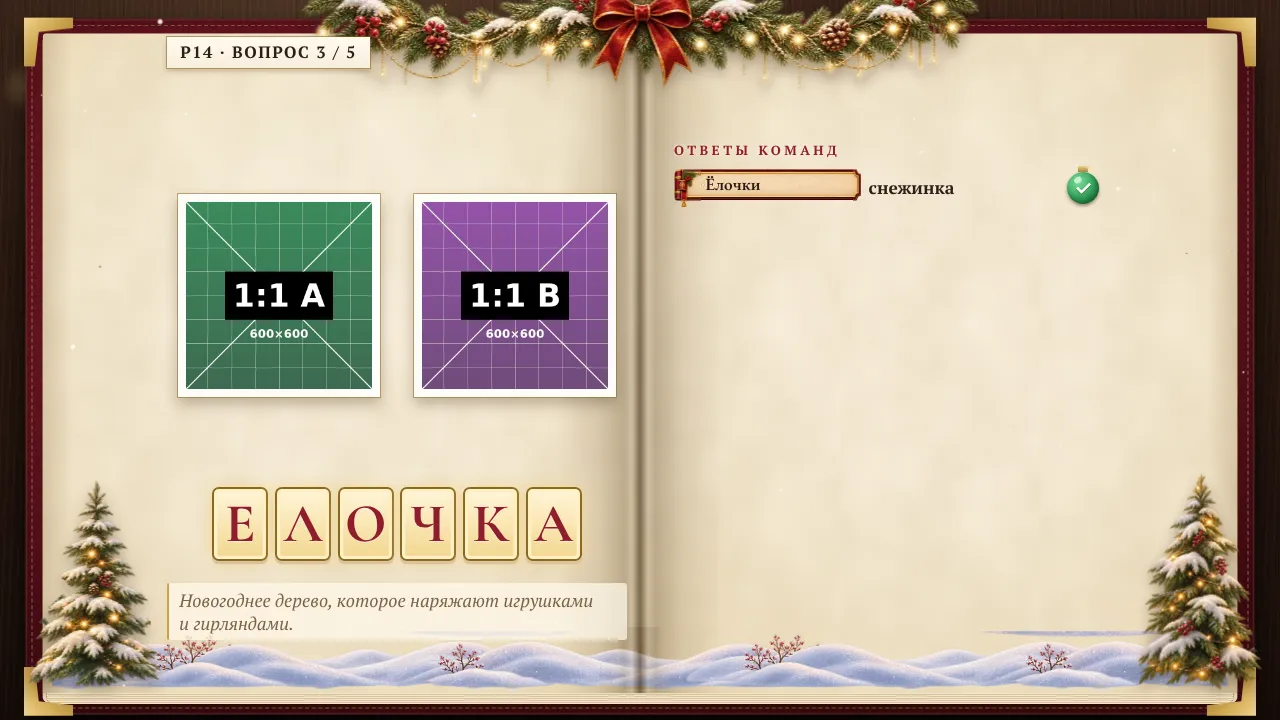 Р14 · ВОПРОС 3 / 5
1:1 A
600×600
1:1 B
600×600
ЕЛОЧКА
Новогоднее дерево, которое наряжают игрушками
и гирляндами.
ОТВЕТЫ КОМАНД
Ёлочки
снежинка